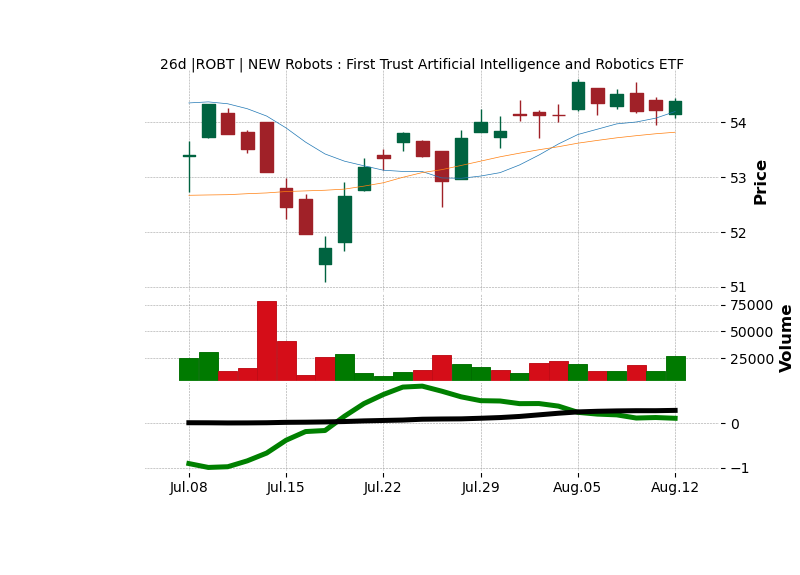 26d |ROBT | NEW Robots : First Trust Artificial Intelligence and Robotics ETF
54
53
52
51
Price
75000
50000
25000
Volume
0
−1
Jul.08 Jul.15 Jul.22 Jul.29 Aug.05 Aug.12